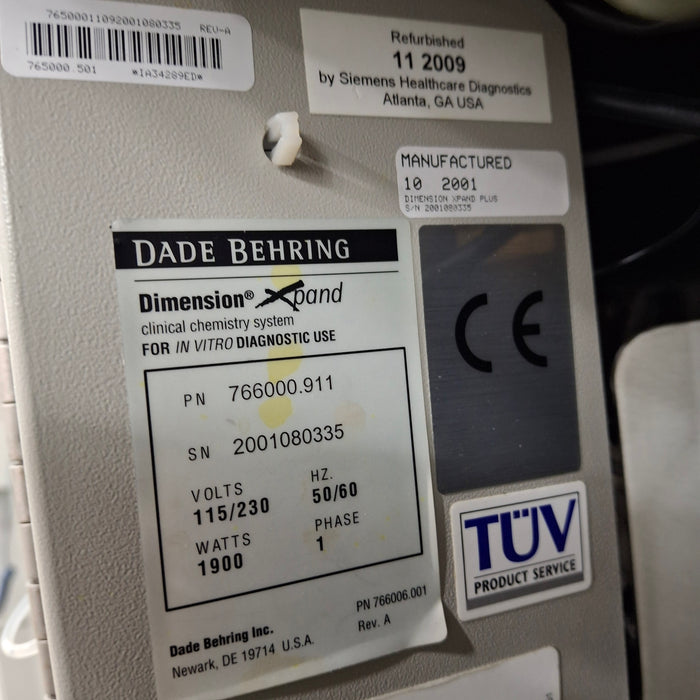 76500011092001080335 REV-A
765000.501 *IA34289ED*
Refurbished
11 2009
by Siemens Healthcare Diagnostics
Atlanta, GA USA
MANUFACTURED
10 2001
DIMENSION XPAND PLUS
S/N 2001080335
DADE BEHRING
Dimension® Xpand
clinical chemistry system
FOR IN VITRO DIAGNOSTIC USE
PN 766000.911
SN 2001080335
VOLTS HZ.
115/230 50/60
WATTS PHASE
1900 1
PN 766006.001
Rev. A
Dade Behring Inc.
Newark, DE 19714 U.S.A.
CE
TÜV
PRODUCT SERVICE